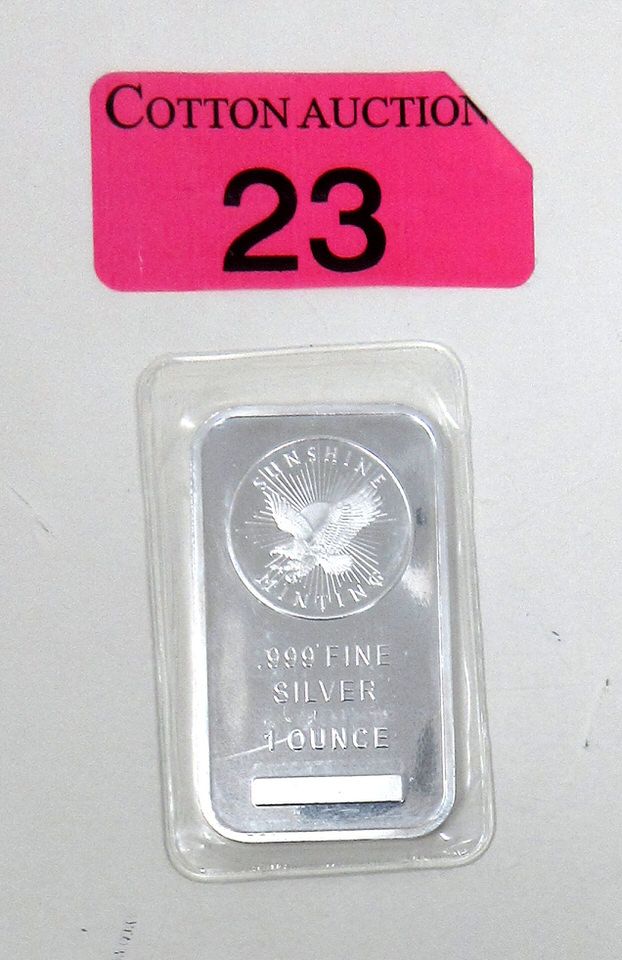 COTTON AUCTION
23
SUNSHINE
MINTING
.999 FINE
SILVER
1 OUNCE